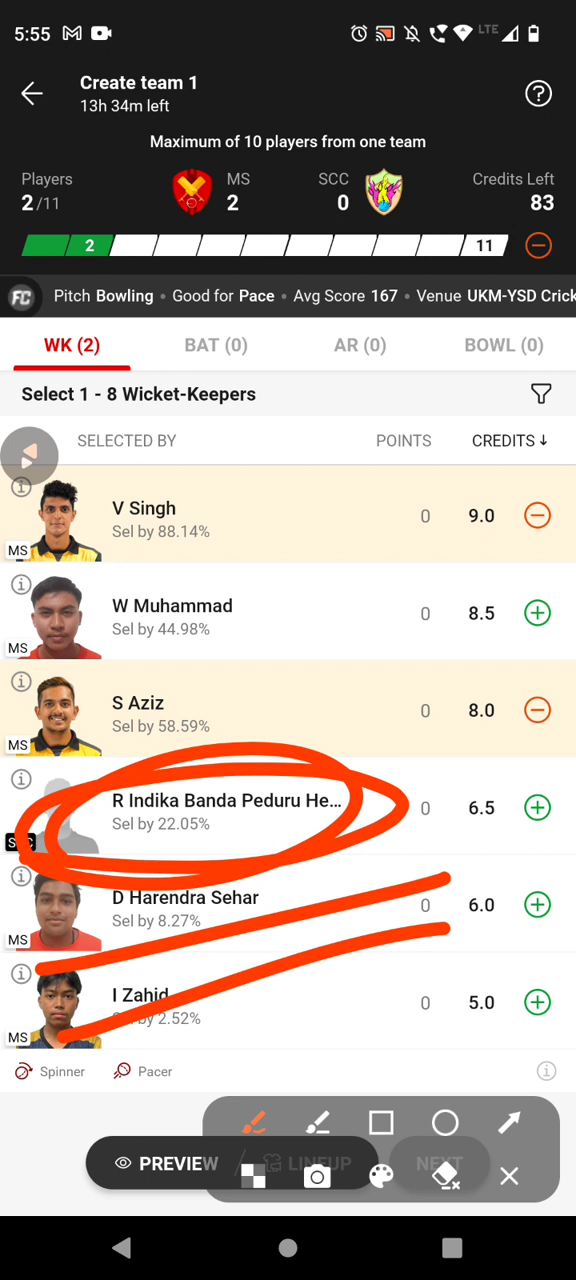 5:55 LTE
Create team 1
13h 34m left
Maximum of 10 players from one team
Players MS SCC Credits Left
2/11 2 0 83
2 11
FC Pitch Bowling • Good for Pace • Avg Score 167 • Venue UKM-YSD Crick
WK (2) BAT (0) AR (0) BOWL (0)
Select 1 - 8 Wicket-Keepers
SELECTED BY POINTS CREDITS↓
V Singh
Sel by 88.14%
0 9.0
MS
W Muhammad
Sel by 44.98%
0 8.5
MS
S Aziz
Sel by 58.59%
0 8.0
MS
R Indika Banda Peduru He...
Sel by 22.05%
0 6.5
D Harendra Sehar
Sel by 8.27%
0 6.0
MS
I Zahid
Sel by 2.52%
0 5.0
MS
Spinner Pacer
PREVIEW / LINEUP NEXT